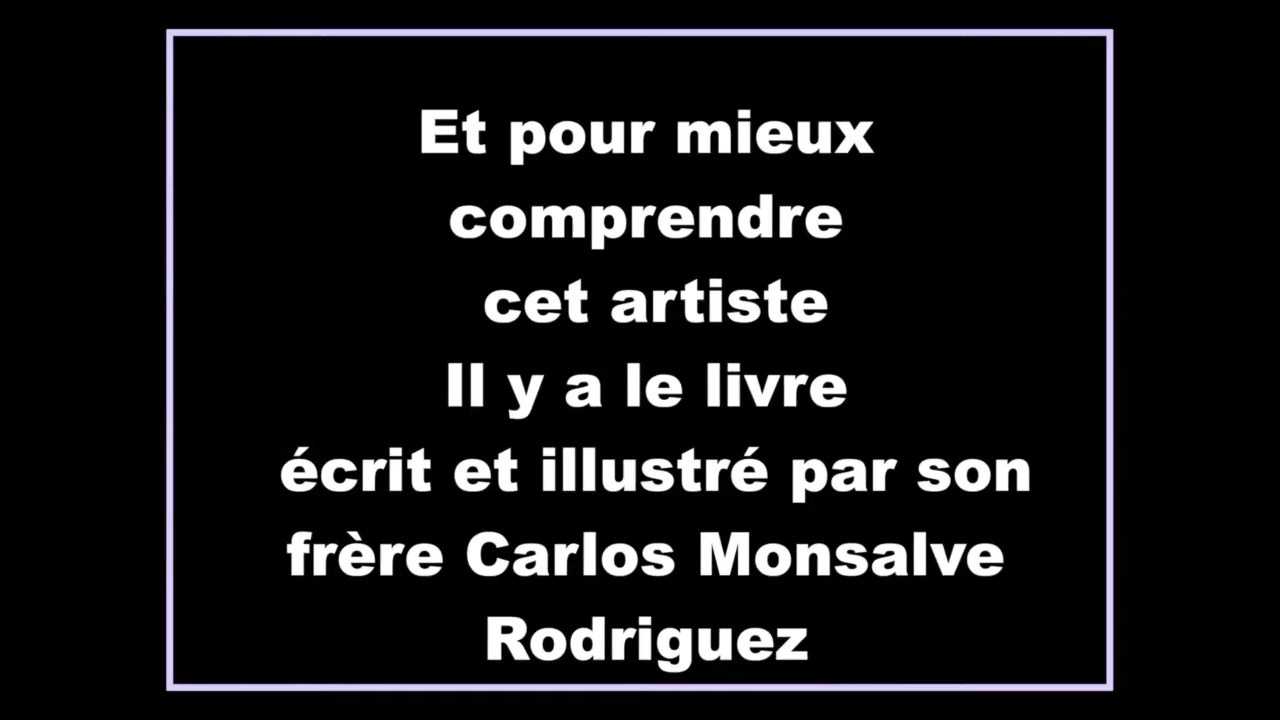 Et pour mieux
comprendre
cet artiste
Il y a le livre
écrit et illustré par son
frère Carlos Monsalve
Rodriguez